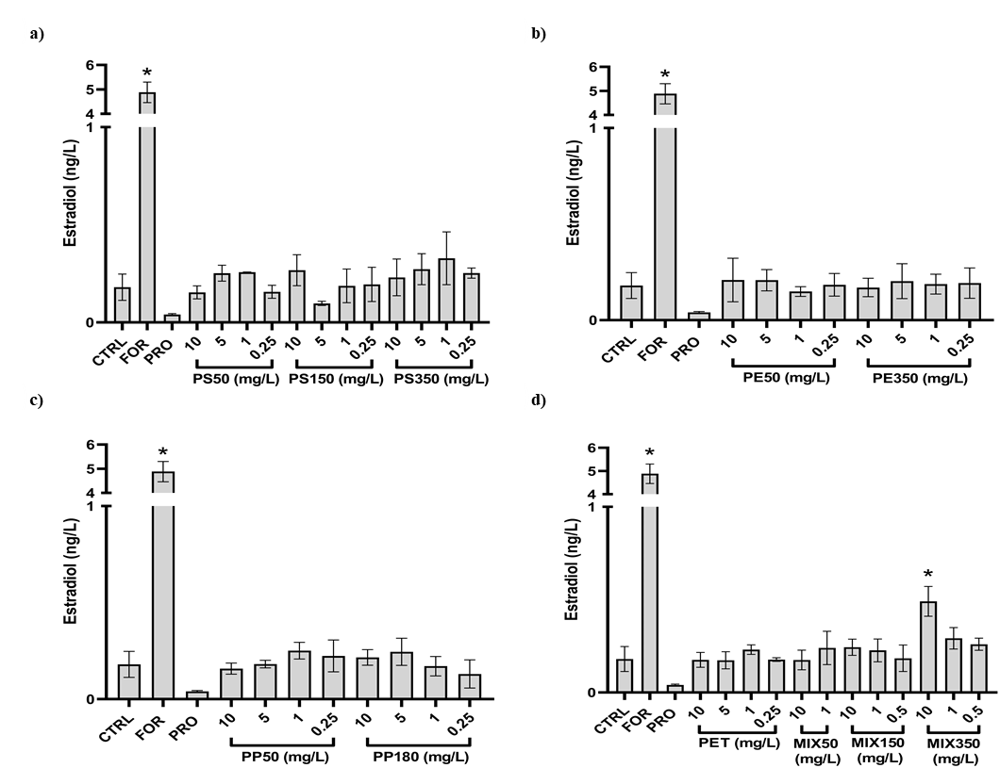 a)
6
5
4
1
0
Estradiol (ng/L)
*
CTRL FOR PRO 10 5 1 0.25 10 5 1 0.25 10 5 1 0.25
PS50 (mg/L) PS150 (mg/L) PS350 (mg/L)
b)
6
5
4
1
0
Estradiol (ng/L)
*
CTRL FOR PRO 10 5 1 0.25 10 5 1 0.25
PE50 (mg/L) PE350 (mg/L)
c)
6
5
4
1
0
Estradiol (ng/L)
*
CTRL FOR PRO 10 5 1 0.25 10 5 1 0.25
PP50 (mg/L) PP180 (mg/L)
d)
6
5
4
1
0
Estradiol (ng/L)
*
*
CTRL FOR PRO 10 5 1 0.25 10 1 10 1 0.5 10 1 0.5
PET (mg/L) MIX50 MIX150 MIX350
(mg/L) (mg/L) (mg/L)